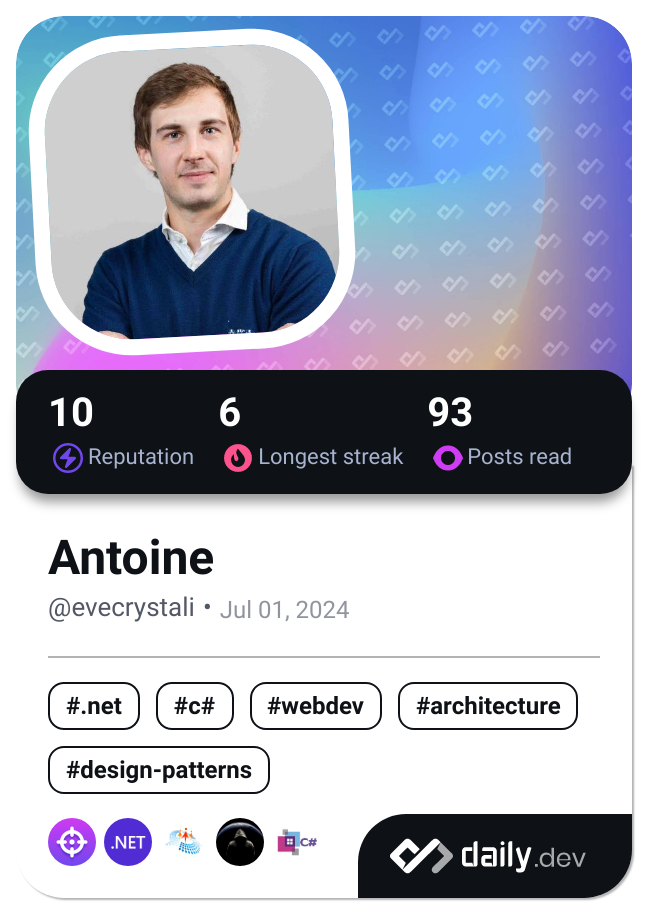 10 6 93
Reputation Longest streak Posts read
Antoine
@evecrystali • Jul 01, 2024
#.net #c# #webdev #architecture
#design-patterns
.NET C# daily.dev